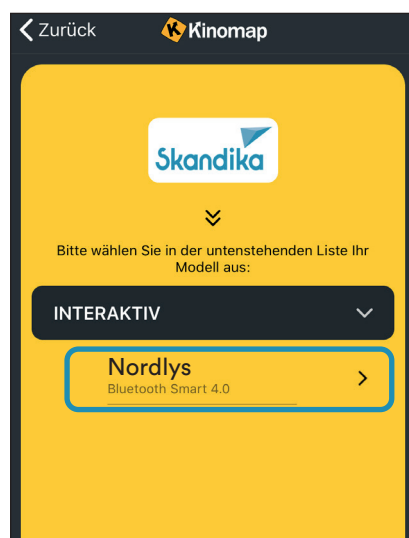 Zurück Kinomap
Skandika
Bitte wählen Sie in der untenstehenden Liste Ihr
Modell aus:
INTERAKTIV
Nordlys
Bluetooth Smart 4.0